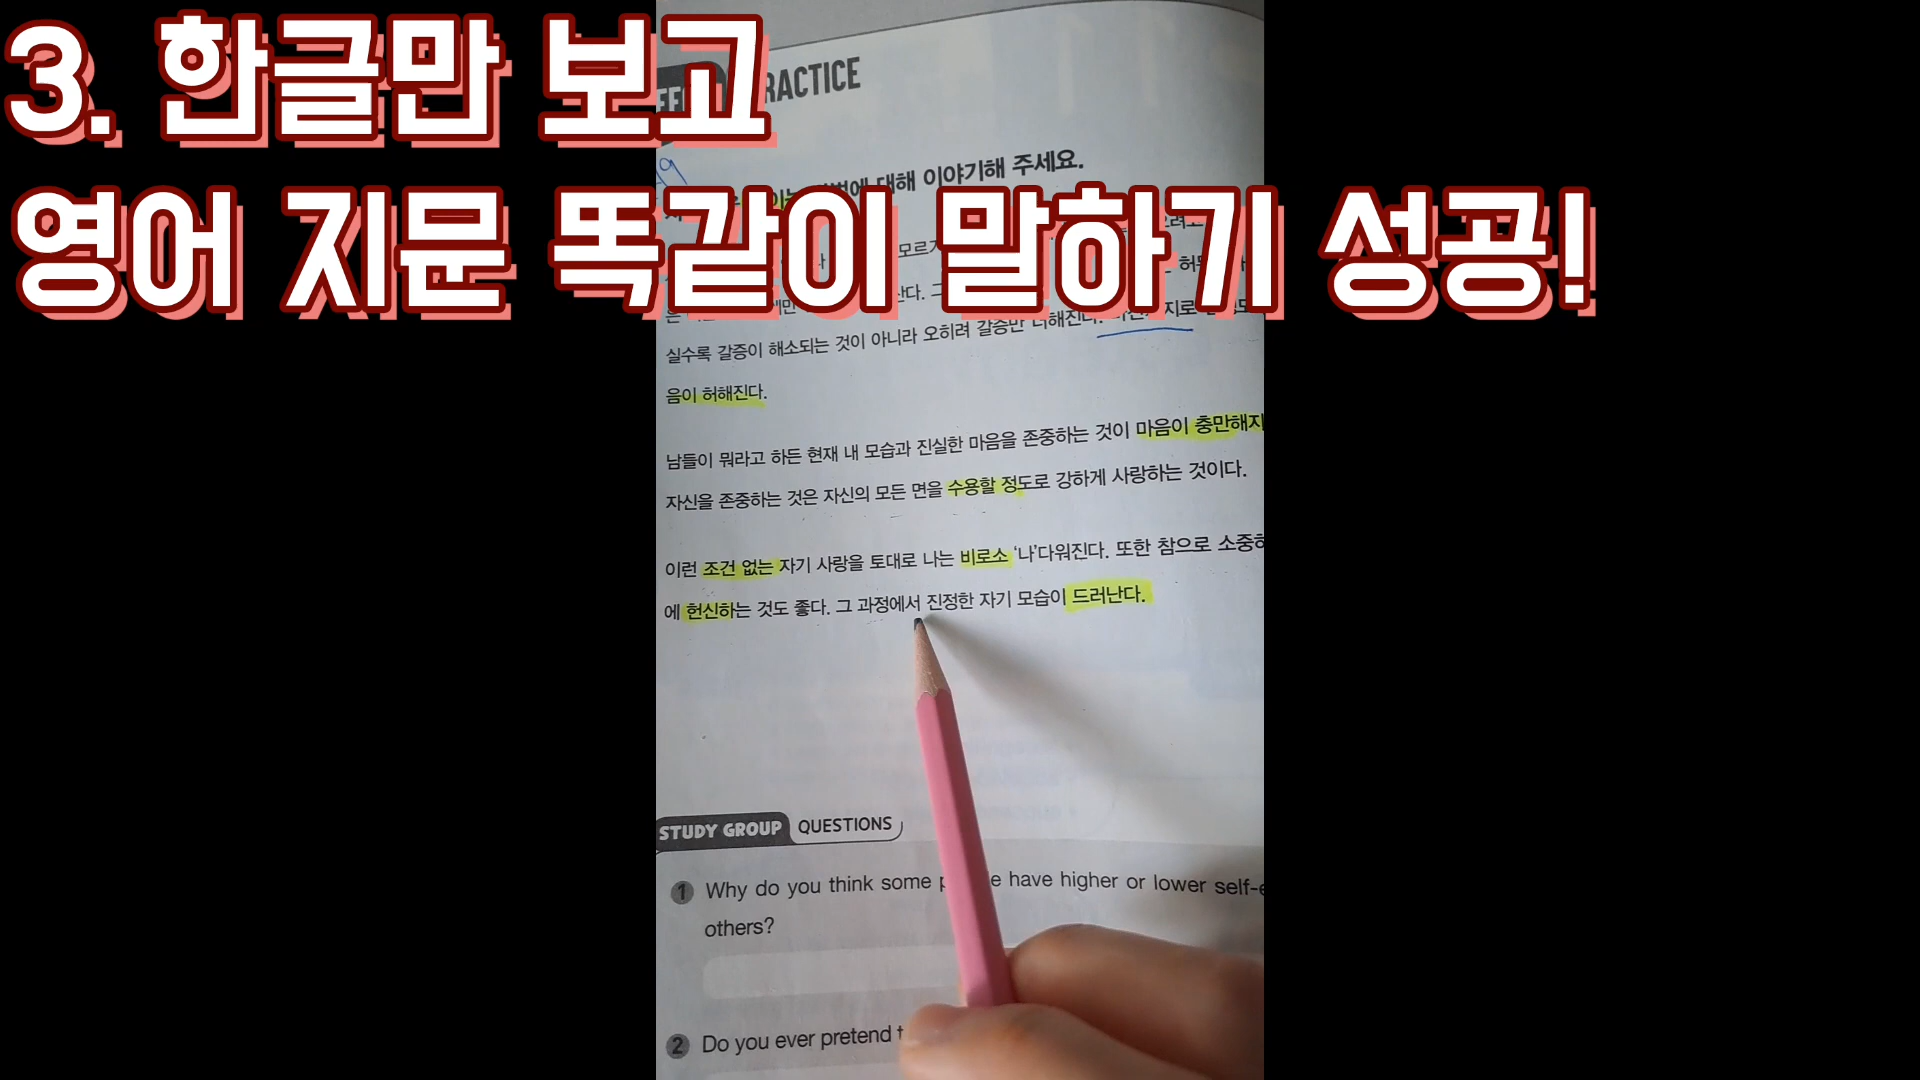 3. 한글만 보고
영어 지문 똑같이 말하기 성공!
RACTICE
대해 이야기해 주세요.
실수록 갈증이 해소되는 것이 아니라 오히려 갈증만 더해진다.
음이 허해진다.
남들이 뭐라고 하든 현재 내 모습과 진실한 마음을 존중하는 것이 마음이 충만해지
자신을 존중하는 것은 자신의 모든 면을 수용할 정도로 강하게 사랑하는 것이다.
이런 조건 없는 자기 사랑을 토대로 나는 비로소 '나'다워진다. 또한 참으로 소중하
에 헌신하는 것도 좋다. 그 과정에서 진정한 자기 모습이 드러난다.
STUDY GROUP QUESTIONS
1 Why do you think some have higher or lower self-
others?
2 Do you ever pretend